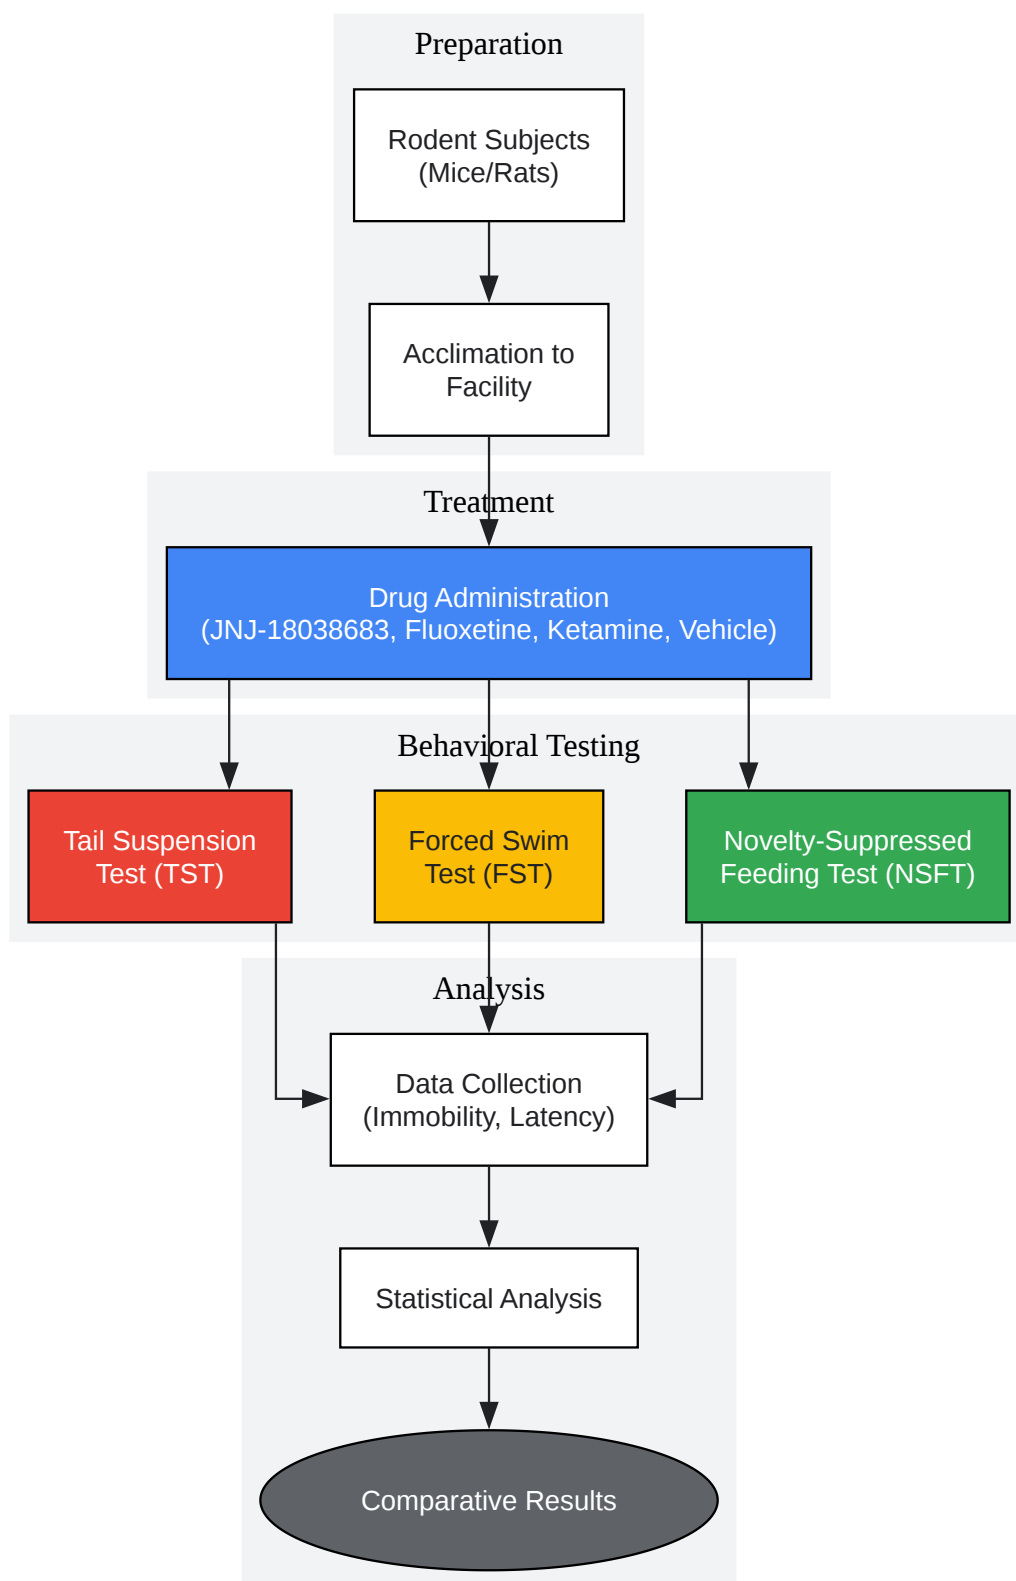 Preparation
Rodent Subjects
(Mice/Rats)
Acclimation to
Facility
Treatment
Drug Administration
(JNJ-18038683, Fluoxetine, Ketamine, Vehicle)
Behavioral Testing
Tail Suspension
Test (TST)
Forced Swim
Test (FST)
Novelty-Suppressed
Feeding Test (NSFT)
Analysis
Data Collection
(Immobility, Latency)
Statistical Analysis
Comparative Results